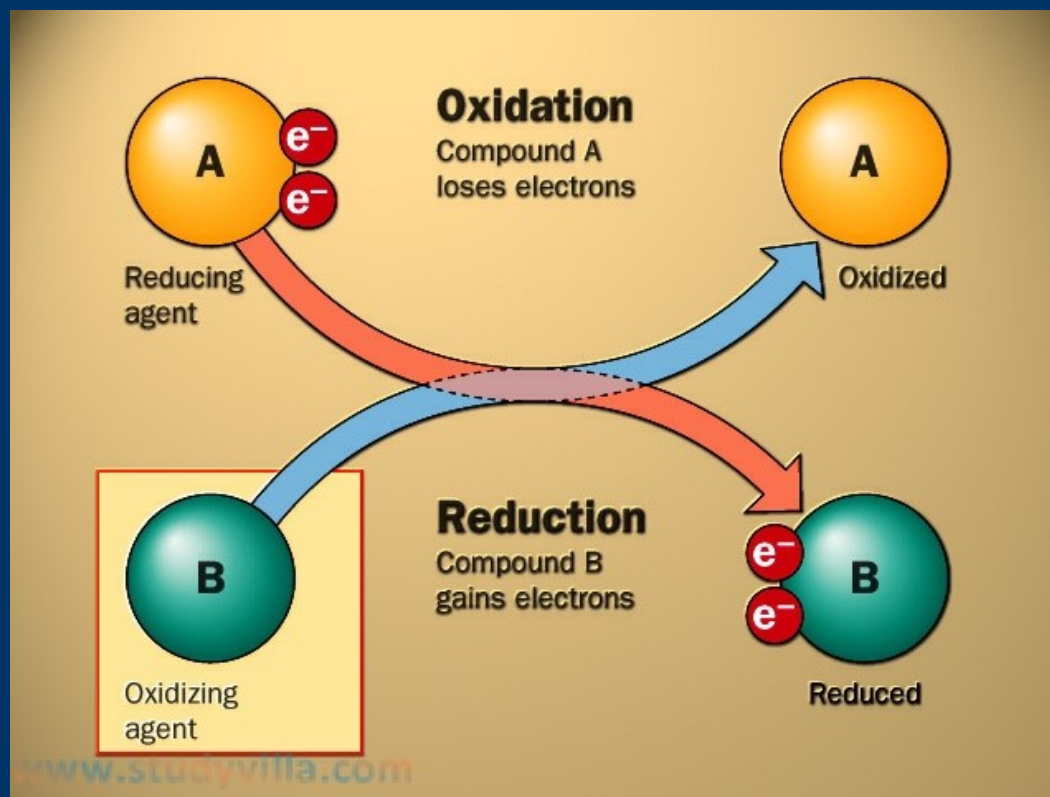 A
e⁻
e⁻
Reducing
agent
Oxidation
Compound A
loses electrons
A
Oxidized
B
Oxidizing
agent
Reduction
Compound B
gains electrons
e⁻
e⁻
B
Reduced
www.studyvilla.com